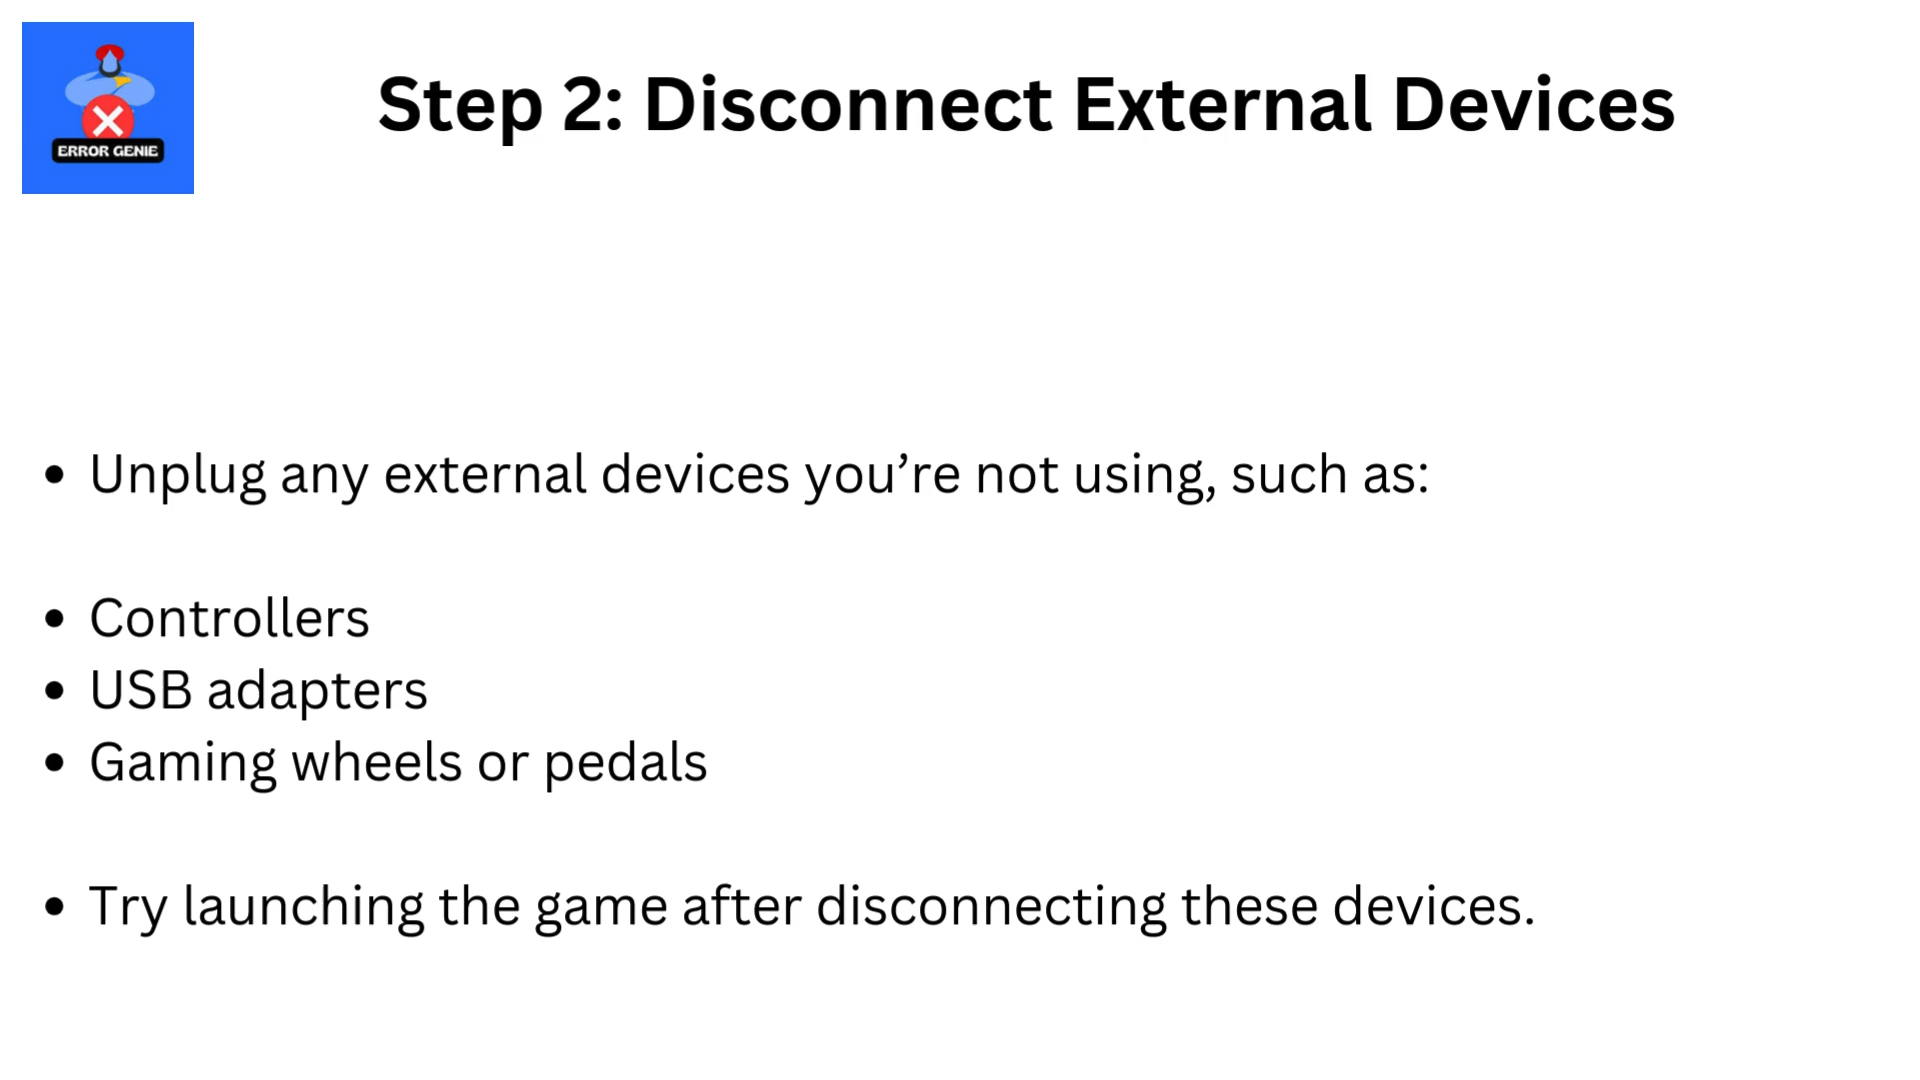 ERROR GENIE
Step 2: Disconnect External Devices
• Unplug any external devices you’re not using, such as:
• Controllers
• USB adapters
• Gaming wheels or pedals
• Try launching the game after disconnecting these devices.